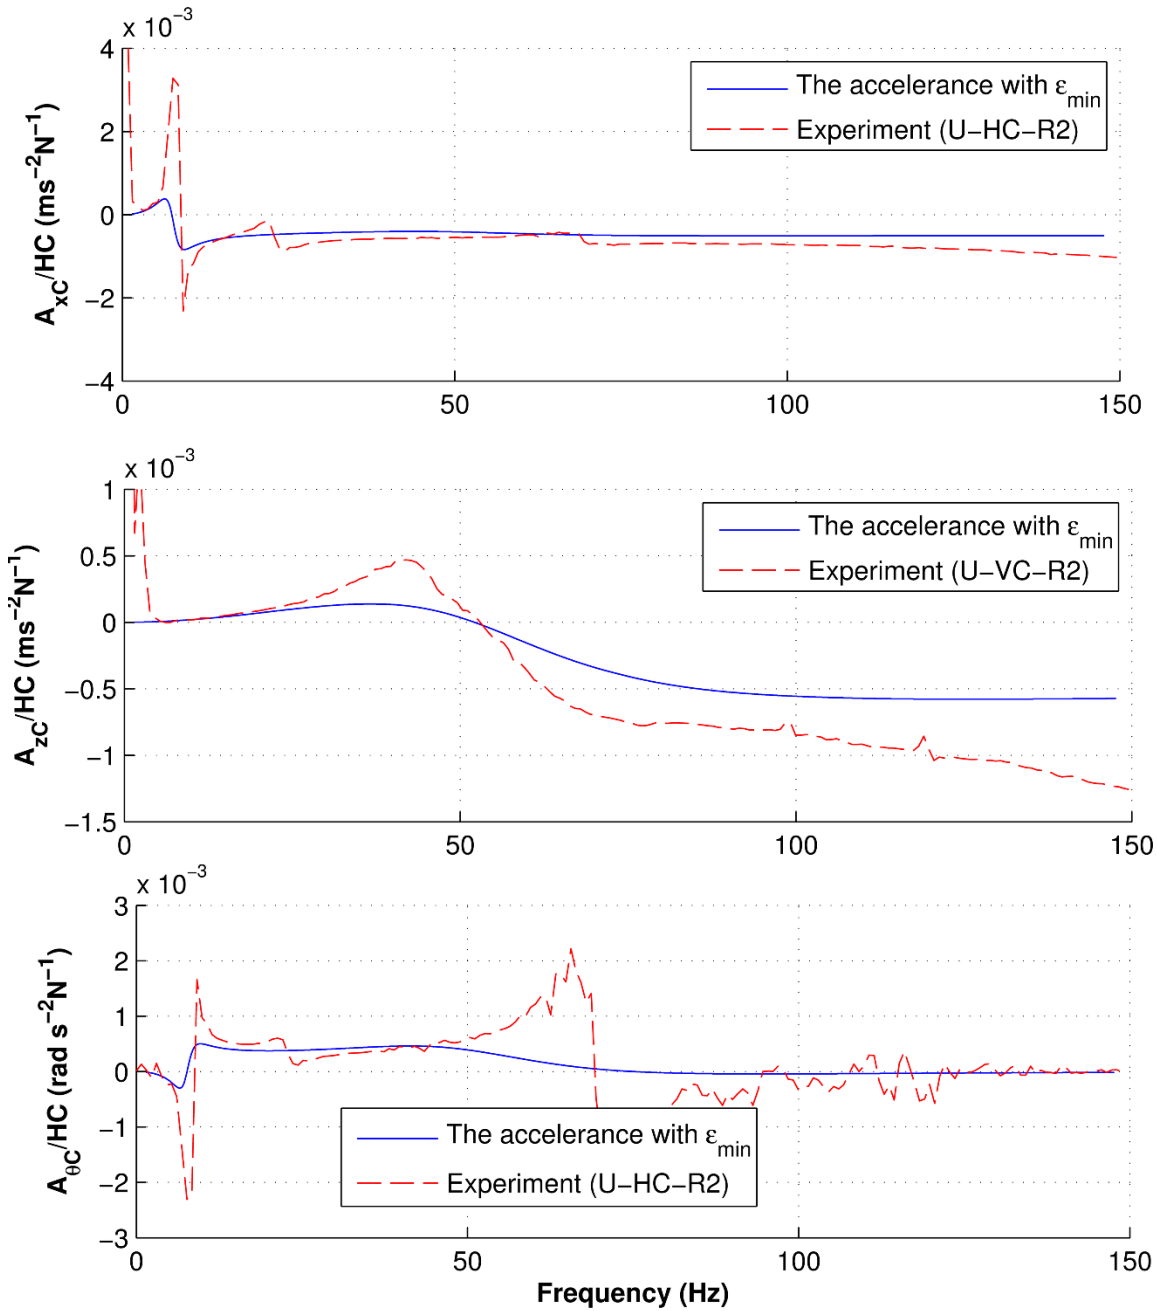 x 10⁻³
4
2
0
−2
−4
A_xC/HC (ms⁻²N⁻¹)
The accelerance with ε_min
Experiment (U−HC−R2)
0 50 100 150
x 10⁻³
1
0.5
0
−0.5
−1
−1.5
A_zC/HC (ms⁻²N⁻¹)
The accelerance with ε_min
Experiment (U−VC−R2)
0 50 100 150
x 10⁻³
3
2
1
0
−1
−2
−3
A_θC/HC (rad s⁻²N⁻¹)
The accelerance with ε_min
Experiment (U−HC−R2)
0 50 100 150
Frequency (Hz)